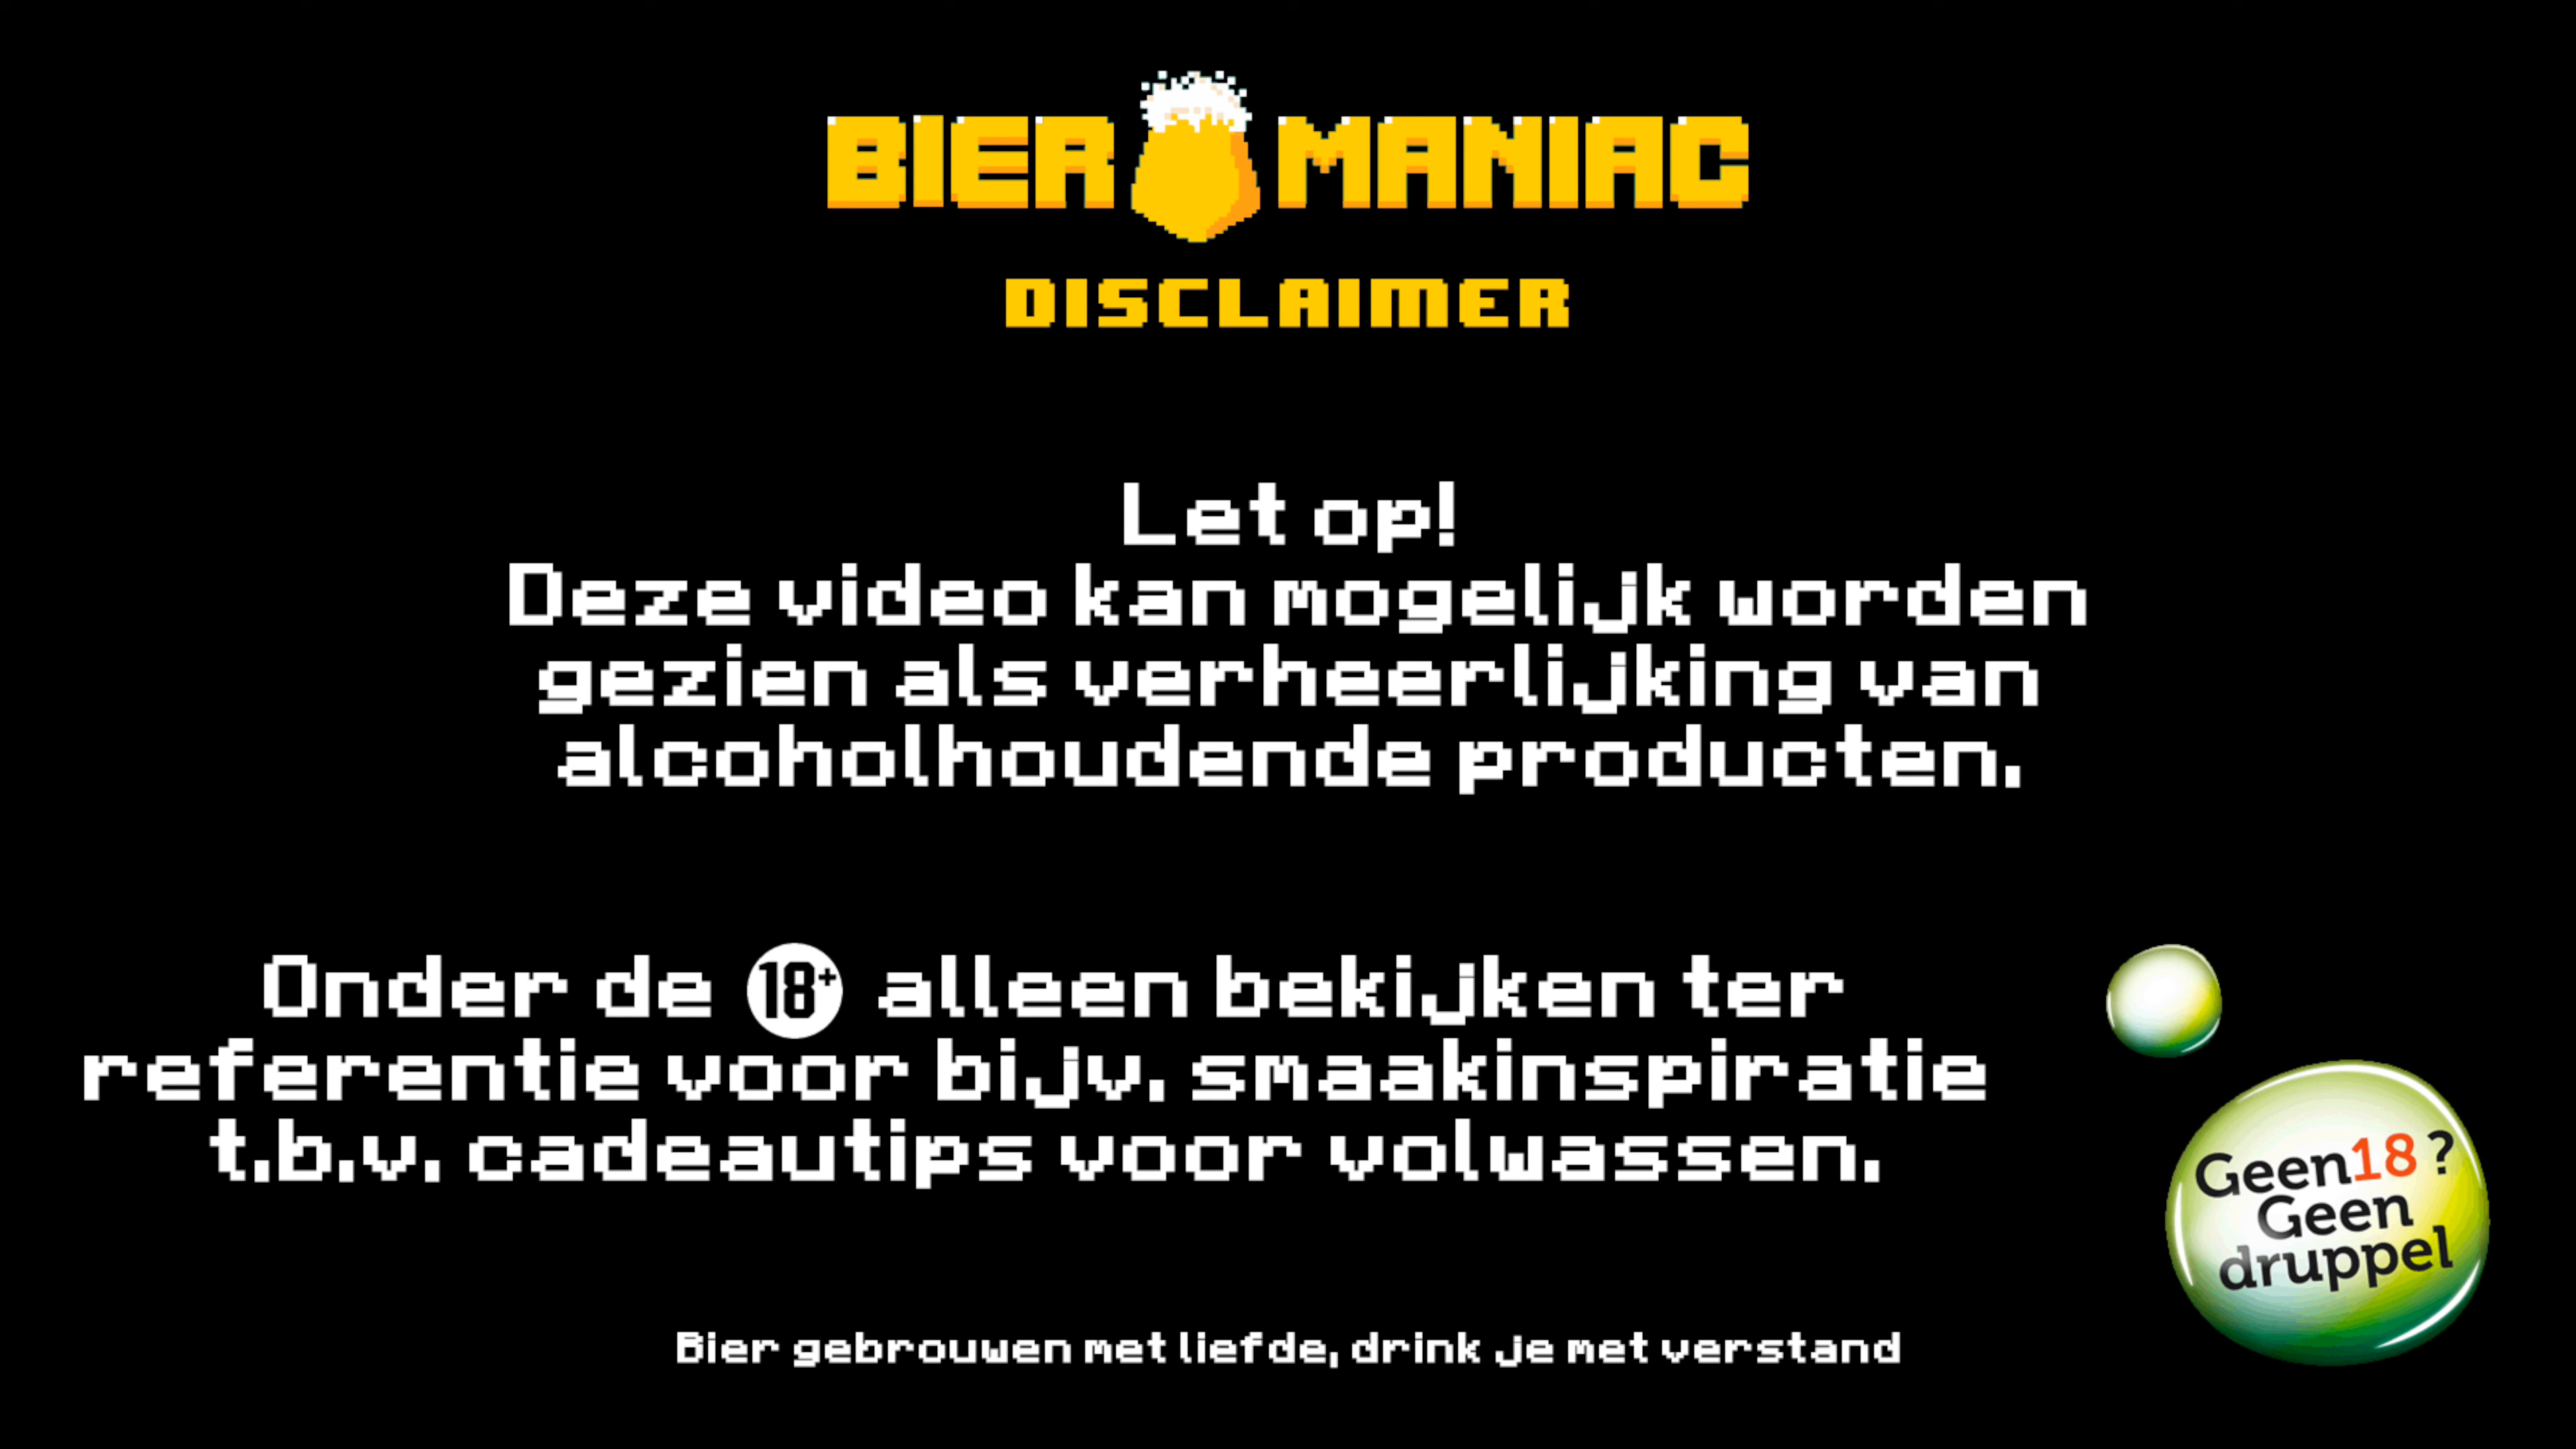 BIER MANIAC
DISCLAIMER
Let op!
Deze video kan mogelijk worden
gezien als verheerlijking van
alcoholhoudende producten.
Onder de 18+ alleen bekijken ter
referentie voor bijv. smaakinspiratie
t.b.v. cadeautips voor volwassen.
Geen18?
Geen
druppel
Bier gebrouwen met liefde, drink je met verstand